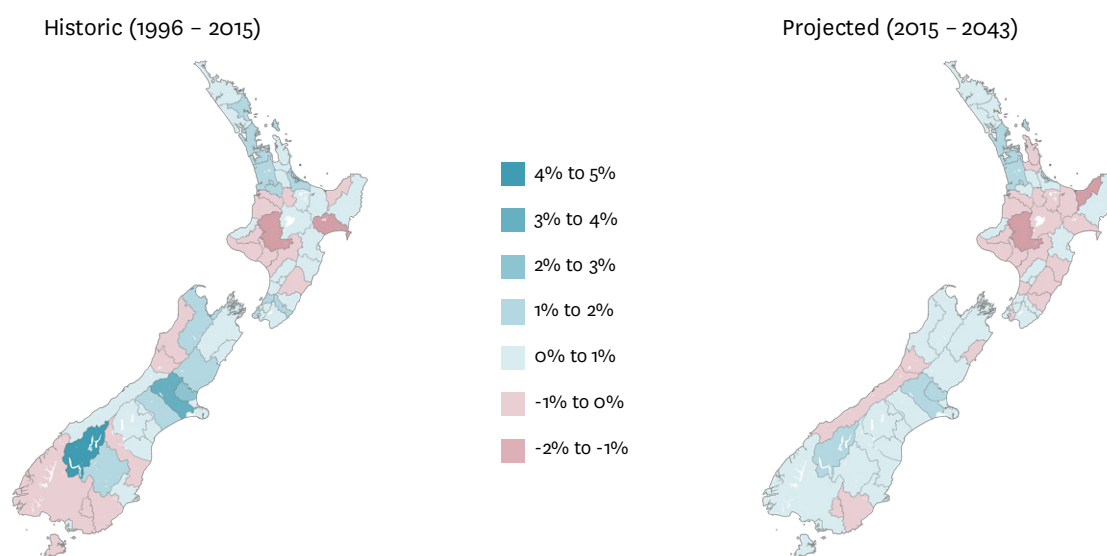 Historic (1996 – 2015)
Projected (2015 – 2043)
4% to 5%
3% to 4%
2% to 3%
1% to 2%
0% to 1%
-1% to 0%
-2% to -1%